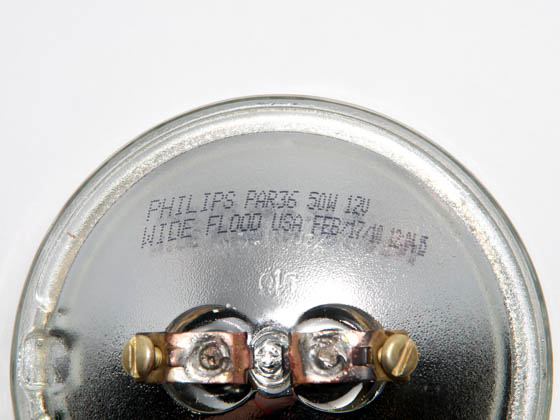 PHILIPS PAR36 50W 12V
WIDE FLOOD USA FEB/17/10